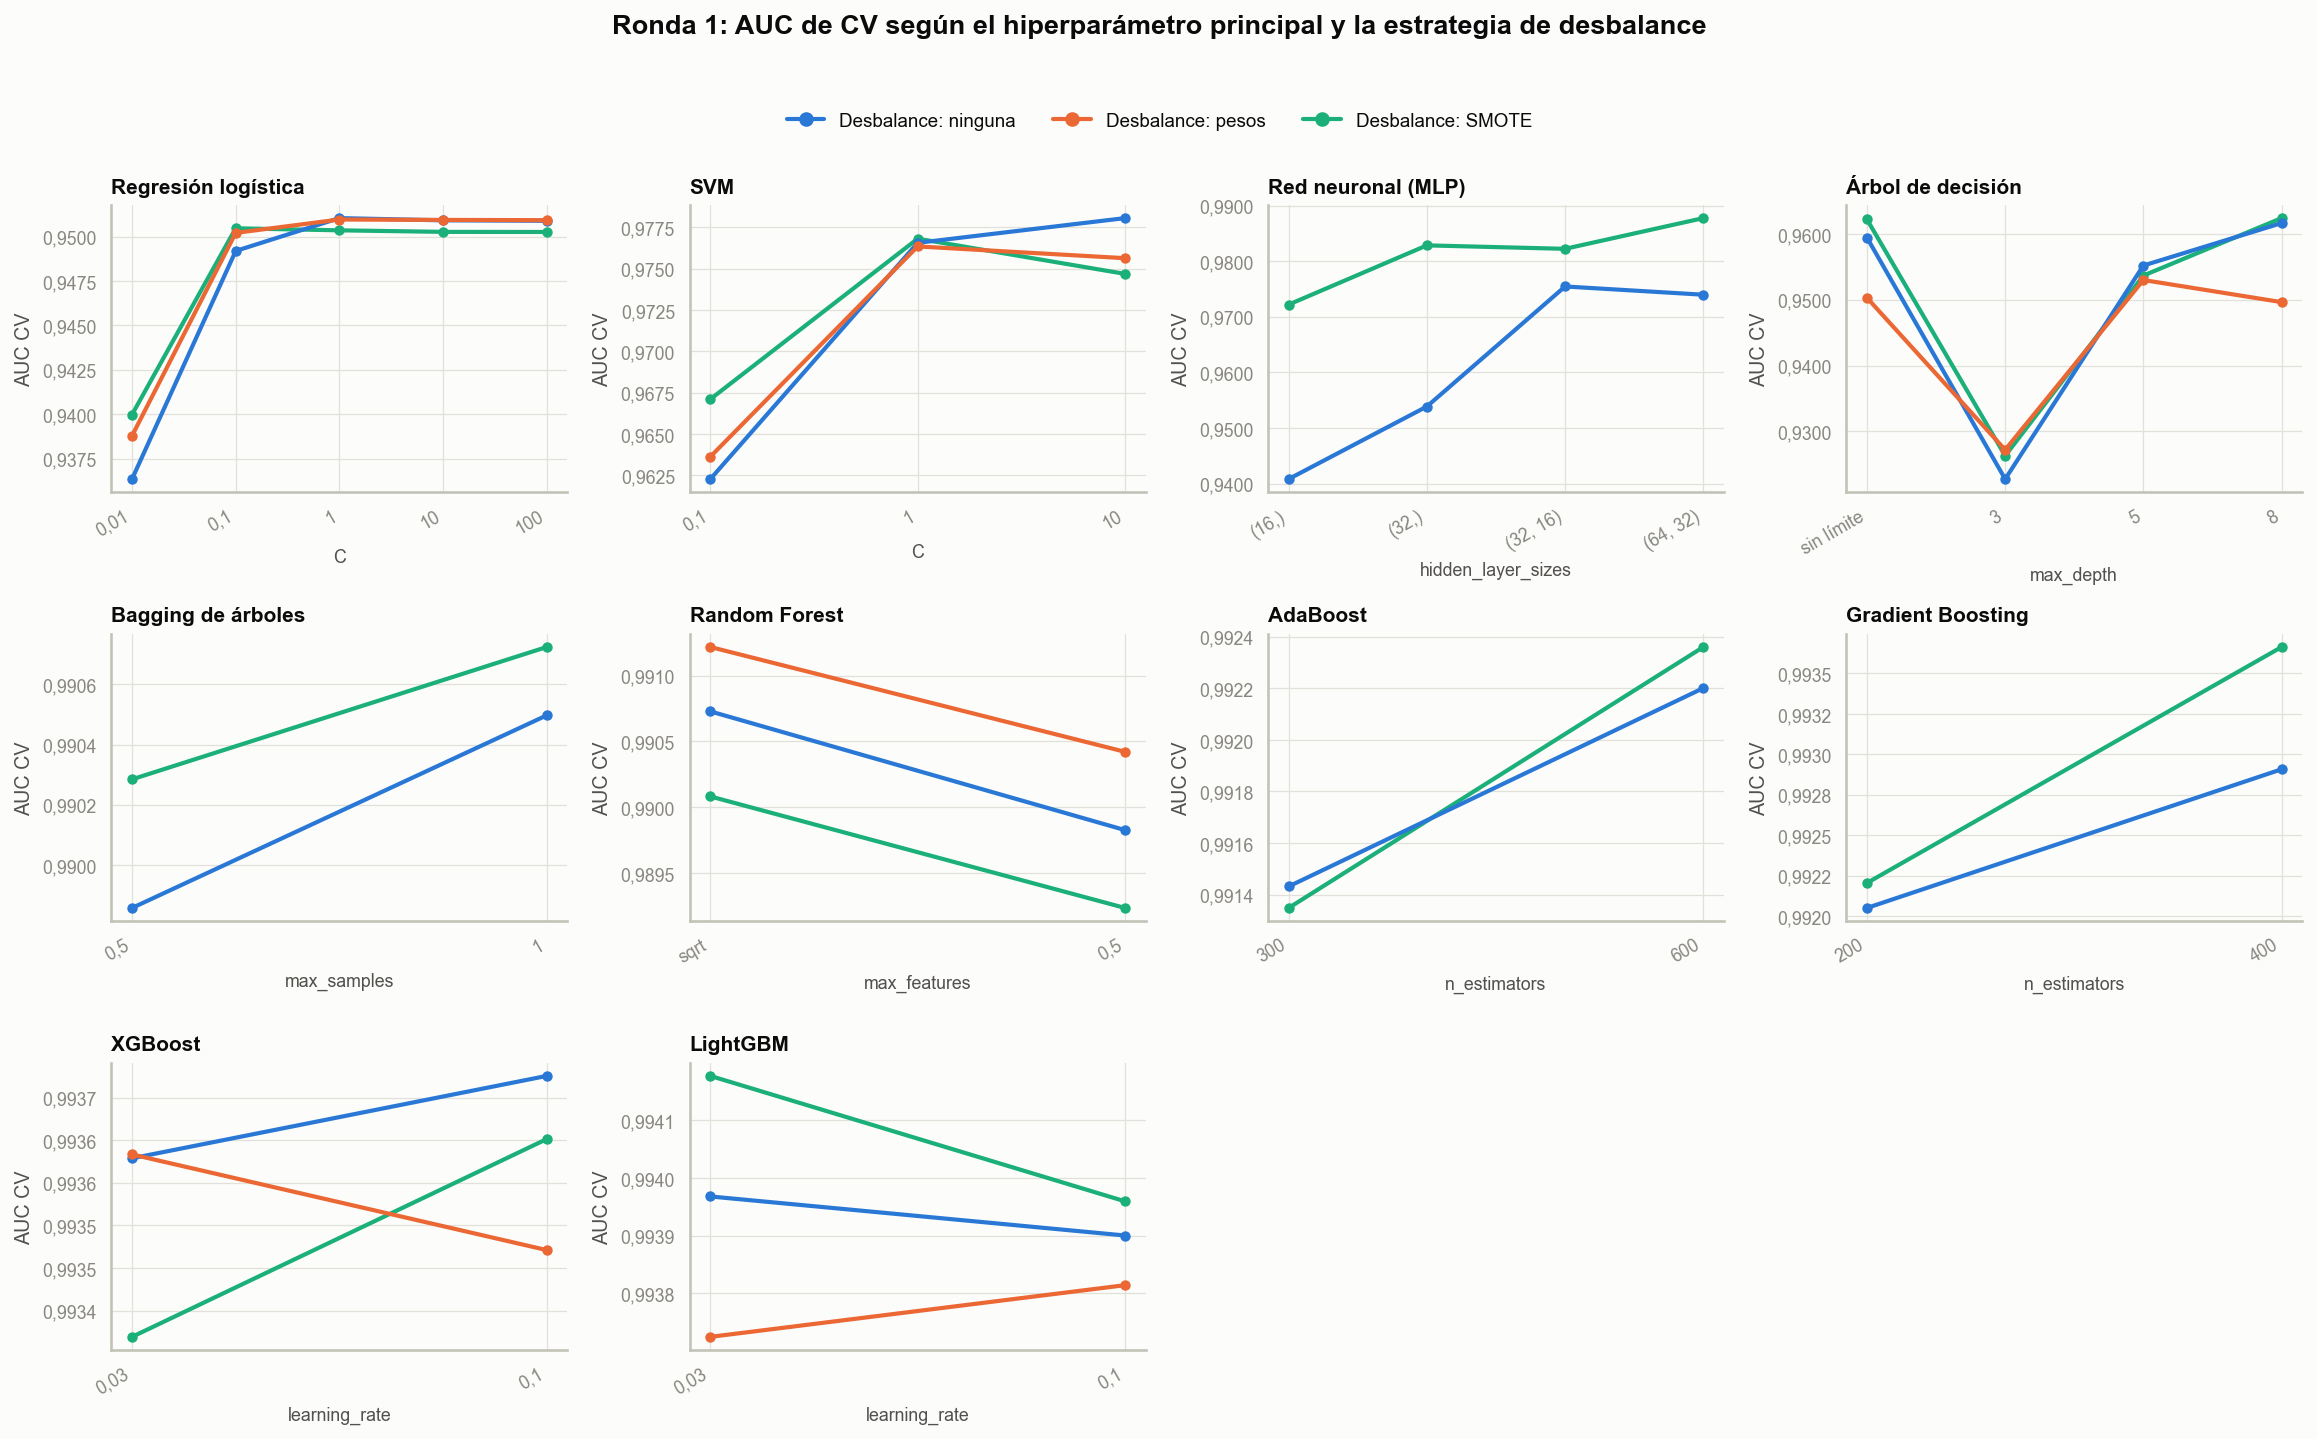 Ronda 1: AUC de CV según el hiperparámetro principal y la estrategia de desbalance
Desbalance: ninguna
Desbalance: pesos
Desbalance: SMOTE
Regresión logística
AUC CV
0,9500
0,9475
0,9450
0,9425
0,9400
0,9375
0,01
0,1
1
10
100
C
SVM
AUC CV
0,9775
0,9750
0,9725
0,9700
0,9675
0,9650
0,9625
0,1
1
10
C
Red neuronal (MLP)
AUC CV
0,9900
0,9800
0,9700
0,9600
0,9500
0,9400
(16,)
(32,)
(32, 16)
(64, 32)
hidden_layer_sizes
Árbol de decisión
AUC CV
0,9600
0,9500
0,9400
0,9300
sin límite
3
5
8
max_depth
Bagging de árboles
AUC CV
0,9906
0,9904
0,9902
0,9900
0,5
1
max_samples
Random Forest
AUC CV
0,9910
0,9905
0,9900
0,9895
sqrt
0,5
max_features
AdaBoost
AUC CV
0,9924
0,9922
0,9920
0,9918
0,9916
0,9914
300
600
n_estimators
Gradient Boosting
AUC CV
0,9935
0,9932
0,9930
0,9928
0,9925
0,9922
0,9920
200
400
n_estimators
XGBoost
AUC CV
0,9937
0,9936
0,9936
0,9935
0,9935
0,9934
0,03
0,1
learning_rate
LightGBM
AUC CV
0,9941
0,9940
0,9939
0,9938
0,03
0,1
learning_rate